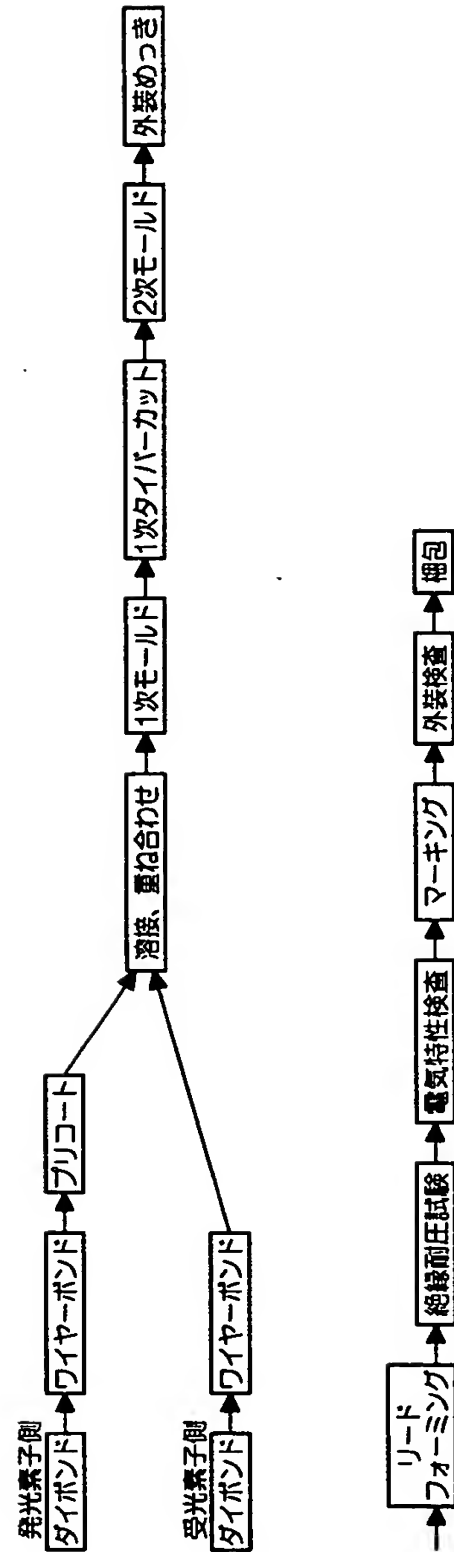 発光素子側
ダイボンド
ワイヤーボンド
プリコート
受光素子側
ダイボンド
ワイヤーボンド
溶接、重ね合わせ
1次モールド
1次タイバーカット
2次モールド
外装めっき
リード
フォーミング
絶縁耐圧試験
電気特性検査
マーキング
外装検査
梱包